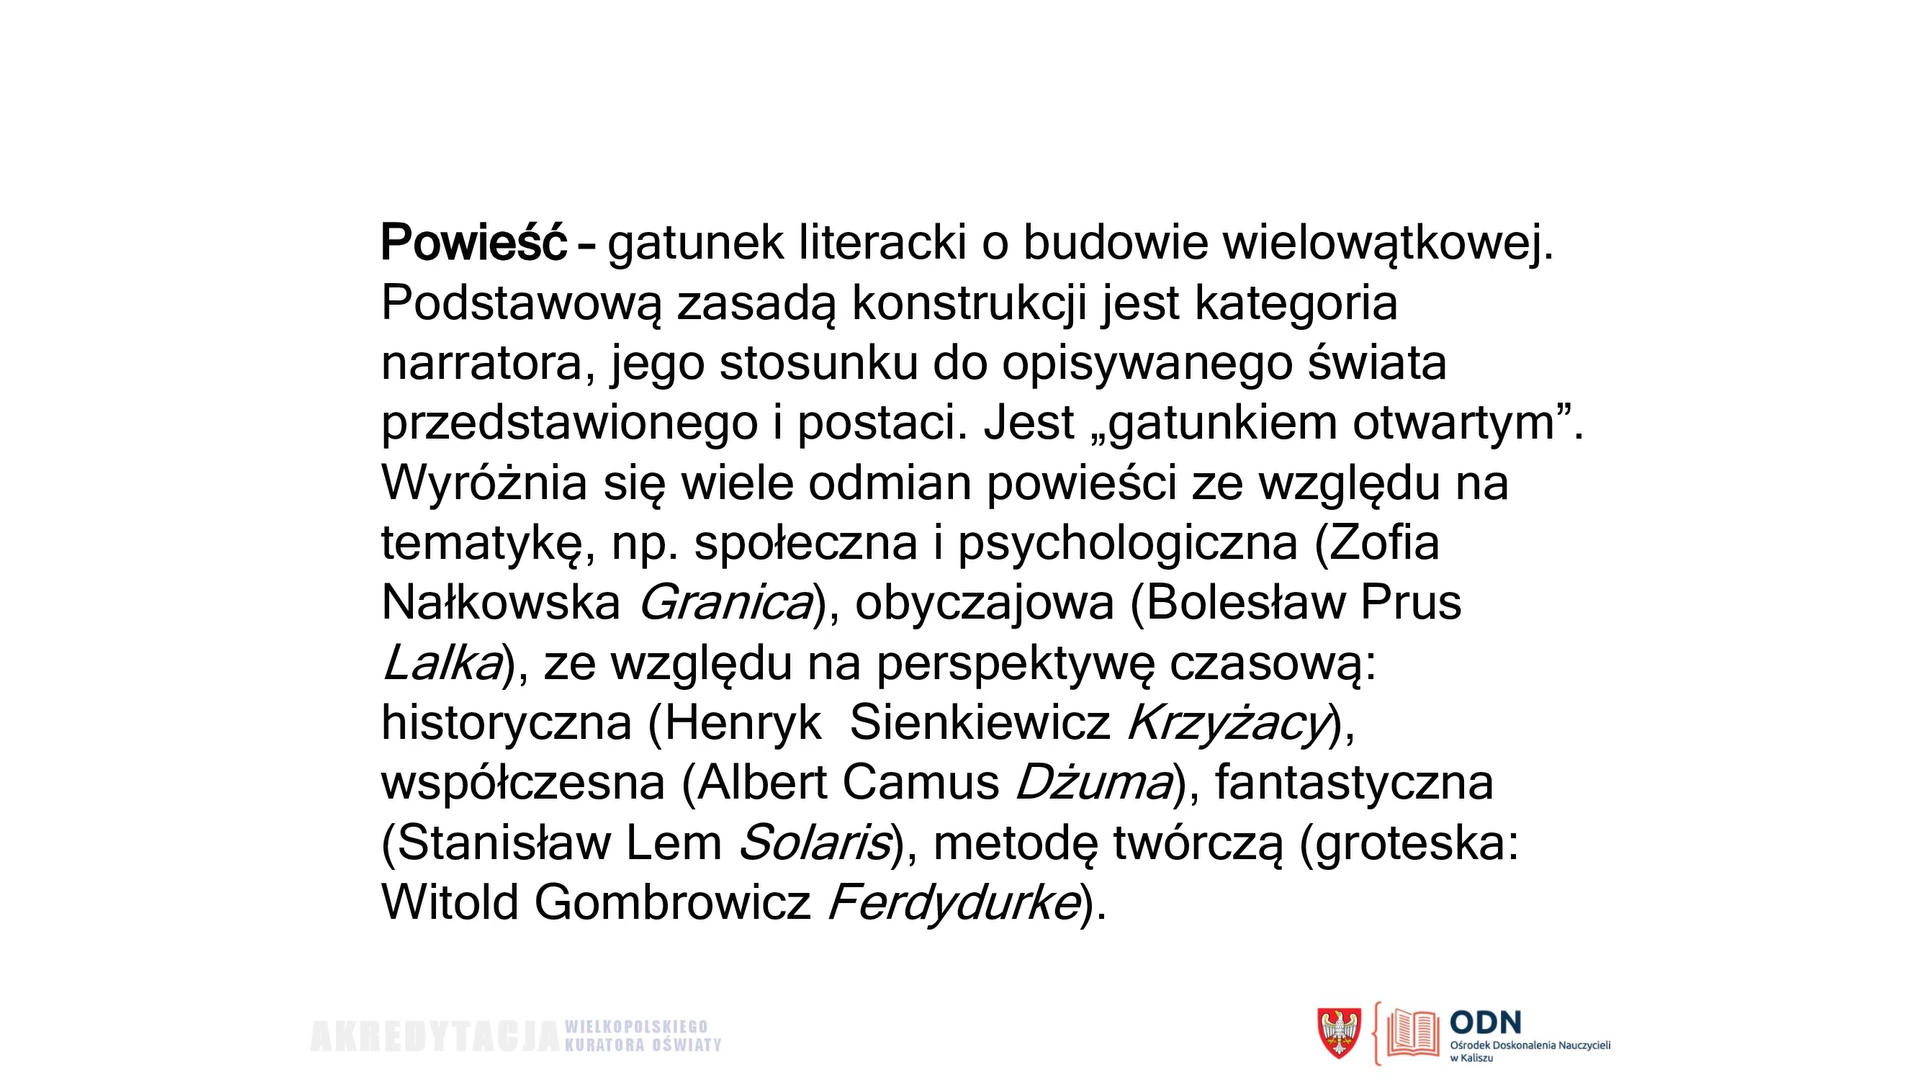 Powieść – gatunek literacki o budowie wielowątkowej.
Podstawową zasadą konstrukcji jest kategoria
narratora, jego stosunku do opisywanego świata
przedstawionego i postaci. Jest „gatunkiem otwartym”.
Wyróżnia się wiele odmian powieści ze względu na
tematykę, np. społeczna i psychologiczna (Zofia
Nałkowska Granica), obyczajowa (Bolesław Prus
Lalka), ze względu na perspektywę czasową:
historyczna (Henryk  Sienkiewicz Krzyżacy),
współczesna (Albert Camus Dżuma), fantastyczna
(Stanisław Lem Solaris), metodę twórczą (groteska:
Witold Gombrowicz Ferdydurke).
AKREDYTACJA WIELKOPOLSKIEGO
KURATORA OŚWIATY
ODN
Ośrodek Doskonalenia Nauczycieli
w Kaliszu